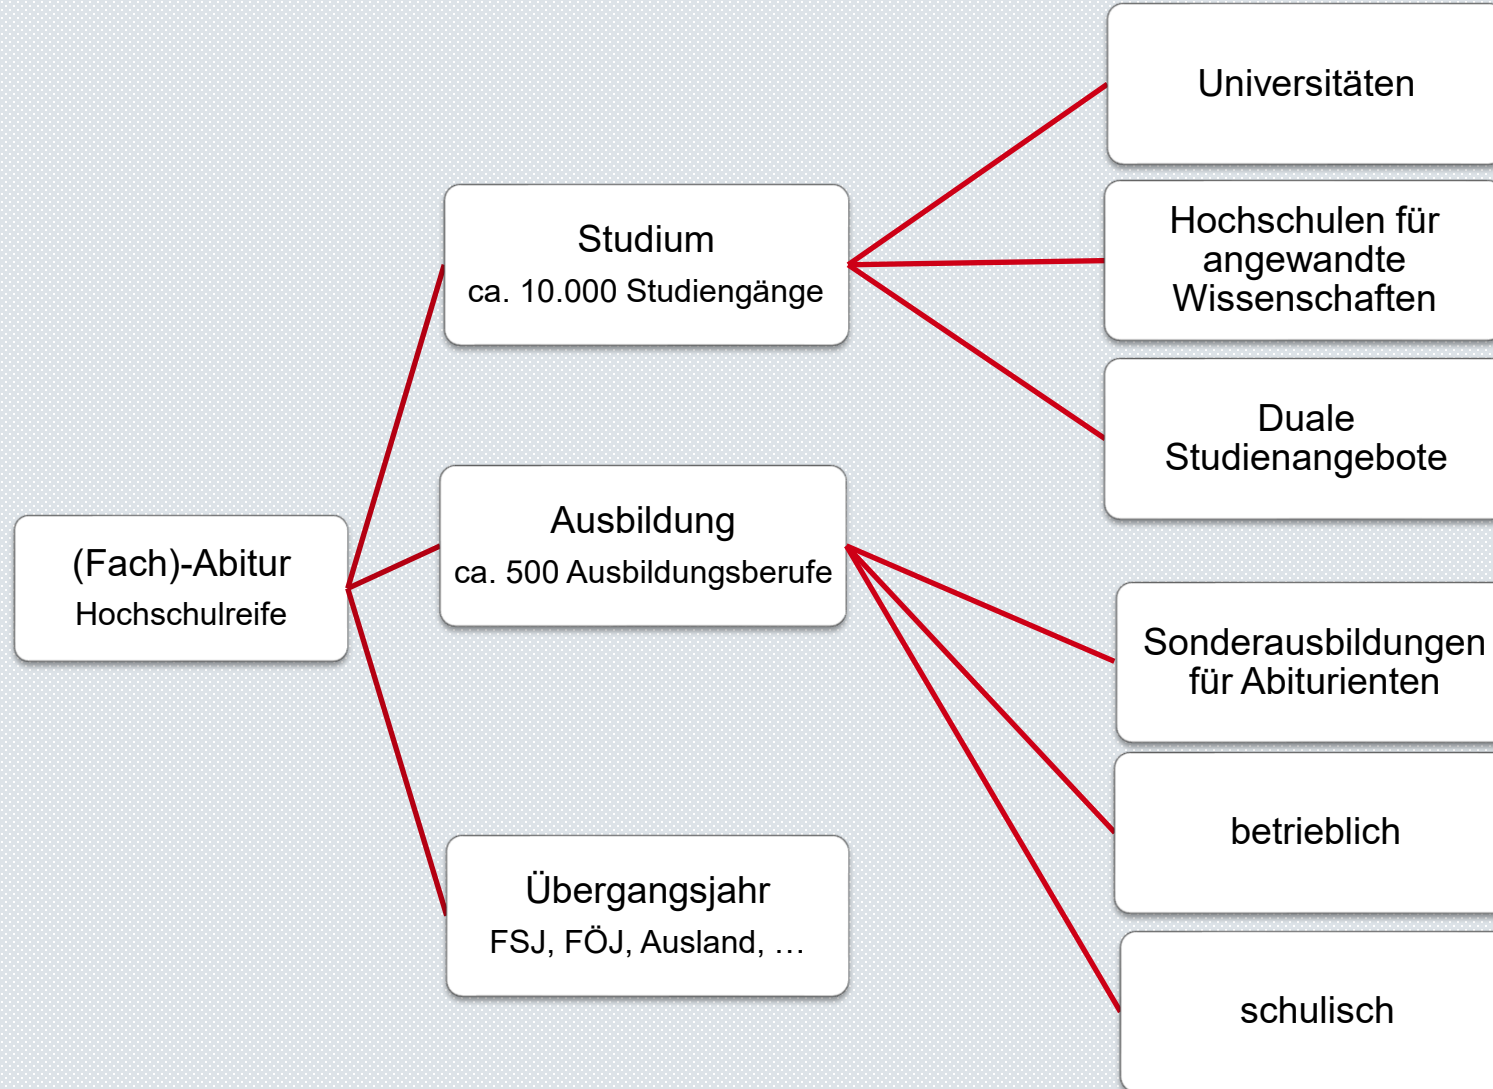 (Fach)-Abitur
Hochschulreife
Studium
ca. 10.000 Studiengänge
Universitäten
Hochschulen für
angewandte
Wissenschaften
Duale
Studienangebote
Ausbildung
ca. 500 Ausbildungsberufe
Sonderausbildungen
für Abiturienten
betrieblich
schulisch
Übergangsjahr
FSJ, FÖJ, Ausland, …